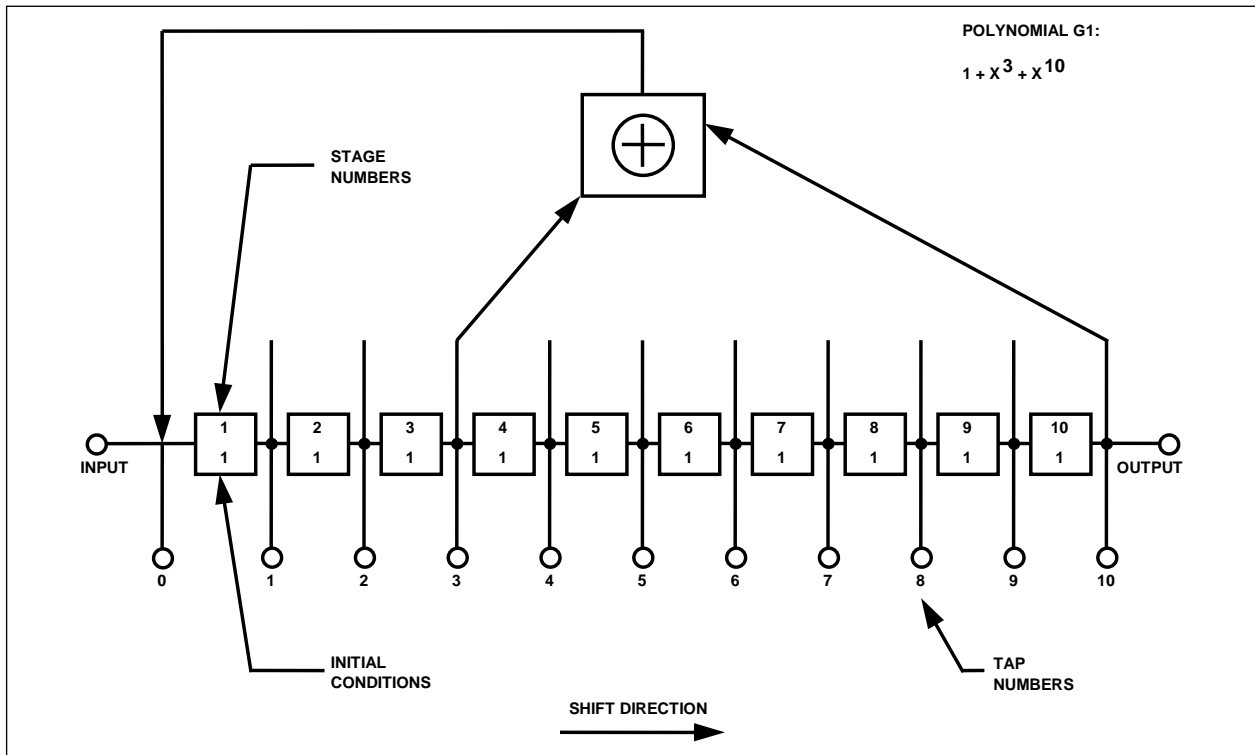 POLYNOMIAL G1:
1 + X^3 + X^10
STAGE
NUMBERS
1 2 3 4 5 6 7 8 9 10
1 1 1 1 1 1 1 1 1 1
INPUT
OUTPUT
0 1 2 3 4 5 6 7 8 9 10
INITIAL
CONDITIONS
TAP
NUMBERS
SHIFT DIRECTION